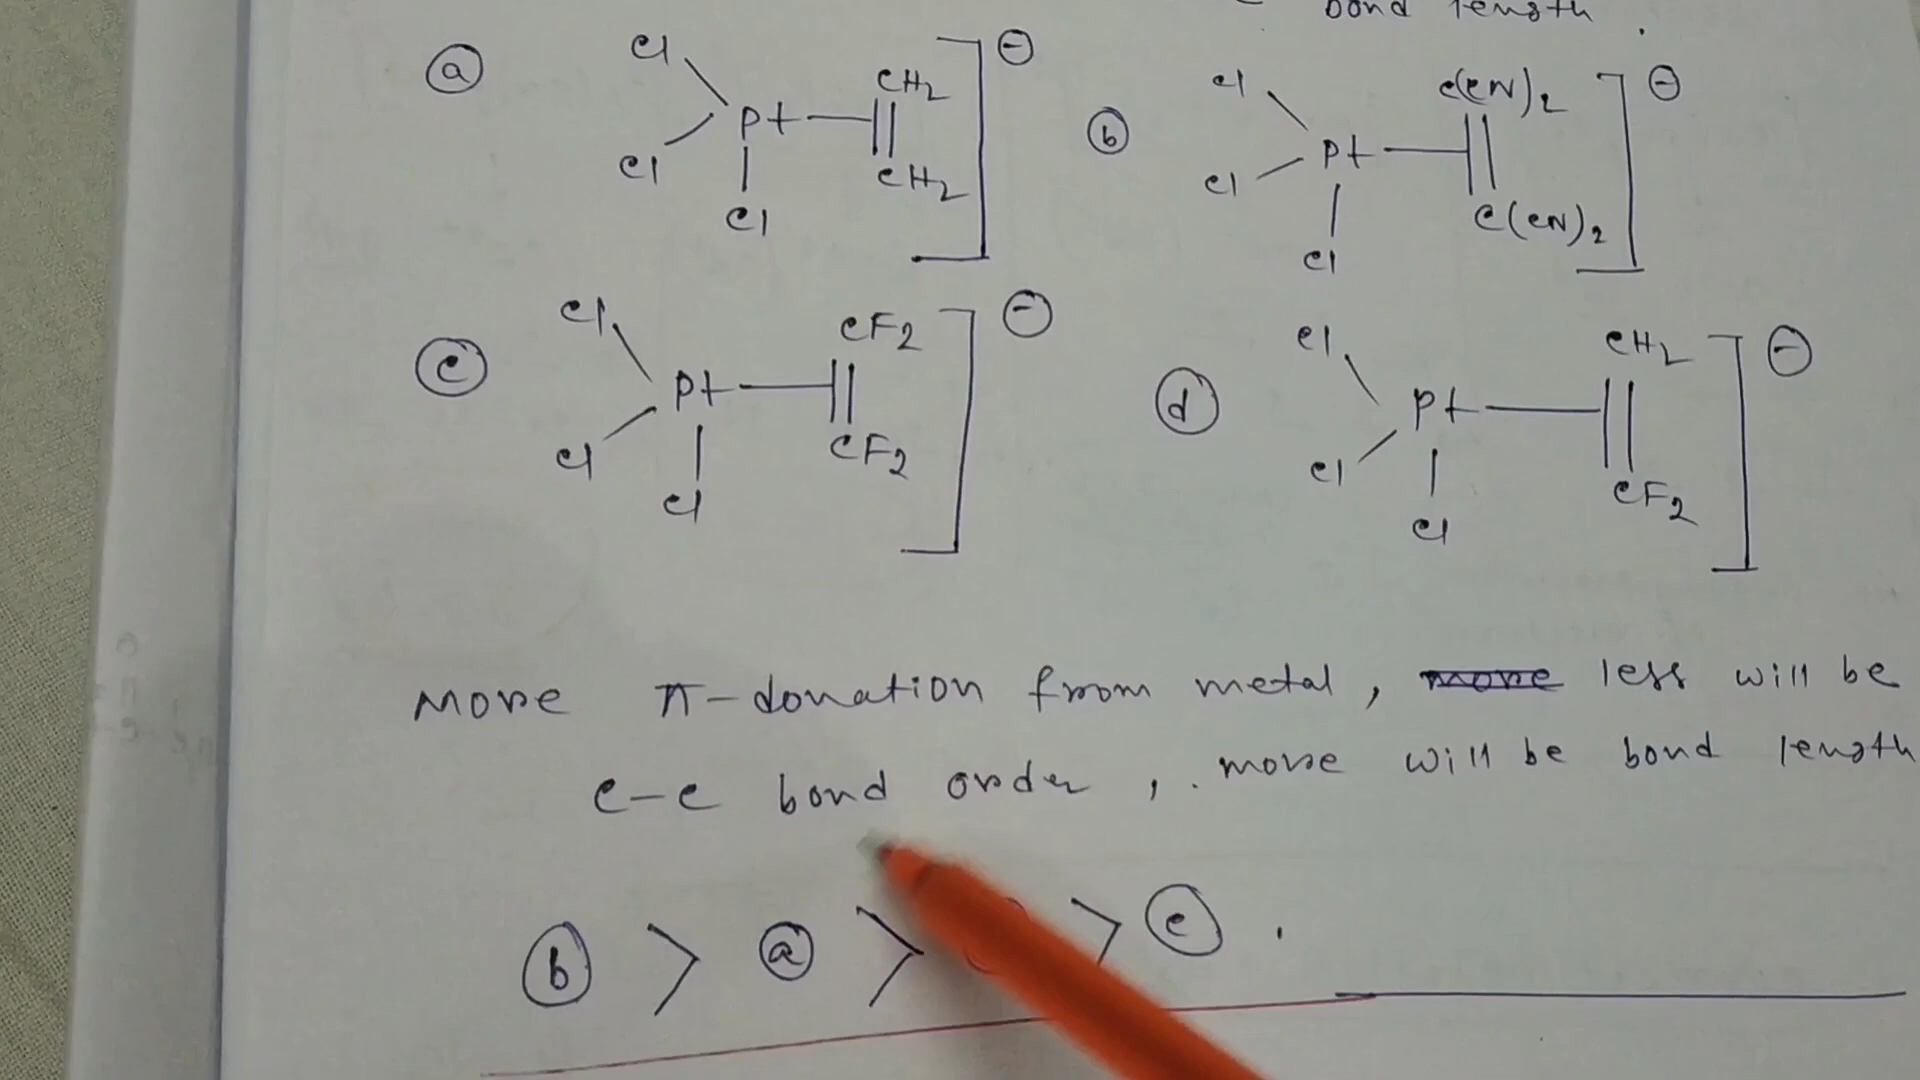 bond length.
(a) Cl Cl Cl Pt CH2 CH2 ] ⊖
(b) Cl Cl Cl Pt C(CN)2 C(CN)2 ] ⊖
(c) Cl Cl Cl Pt CF2 CF2 ] ⊖
(d) Cl Cl Cl Pt CH2 CF2 ] ⊖
More π-donation from metal, less will be
C-C bond order, more will be bond length
(b) > (a) > > (c).